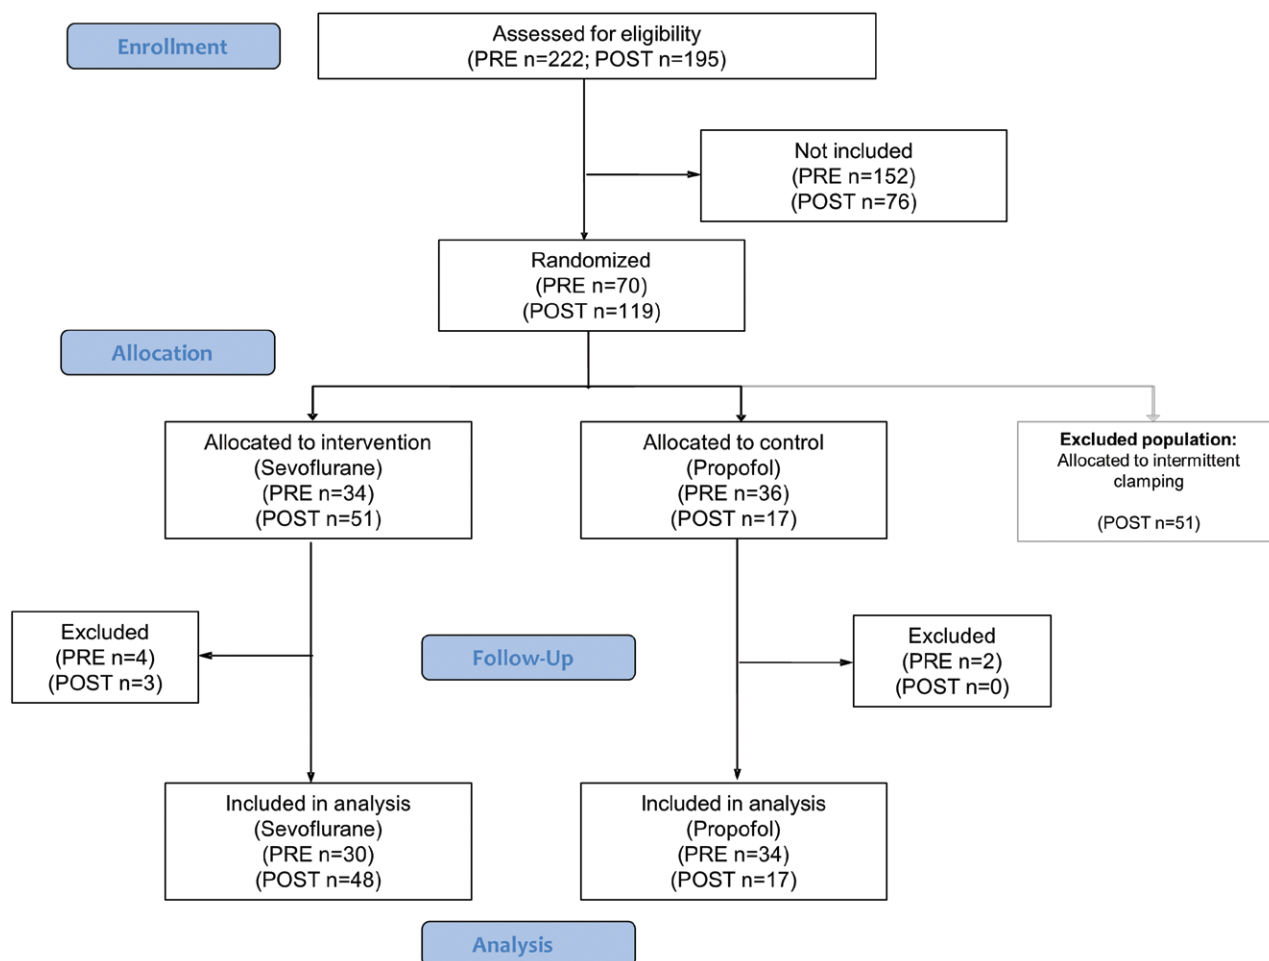 Enrollment
Assessed for eligibility
(PRE n=222; POST n=195)
Not included
(PRE n=152)
(POST n=76)
Randomized
(PRE n=70)
(POST n=119)
Allocation
Allocated to intervention
(Sevoflurane)
(PRE n=34)
(POST n=51)
Allocated to control
(Propofol)
(PRE n=36)
(POST n=17)
Excluded population:
Allocated to intermittent
clamping
(POST n=51)
Excluded
(PRE n=4)
(POST n=3)
Follow-Up
Excluded
(PRE n=2)
(POST n=0)
Included in analysis
(Sevoflurane)
(PRE n=30)
(POST n=48)
Included in analysis
(Propofol)
(PRE n=34)
(POST n=17)
Analysis